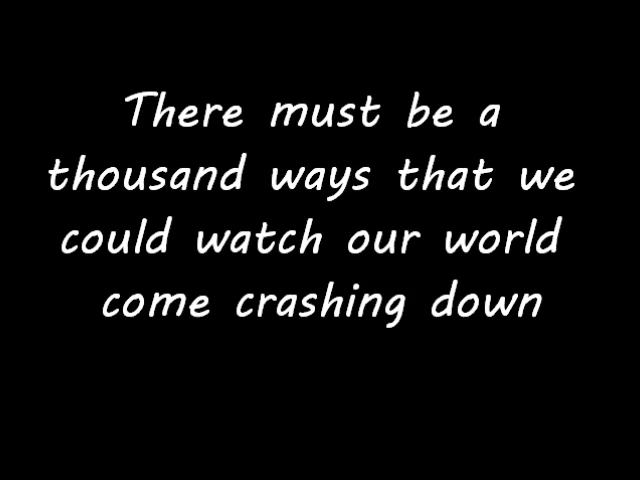 There must be a
thousand ways that we
could watch our world
come crashing down